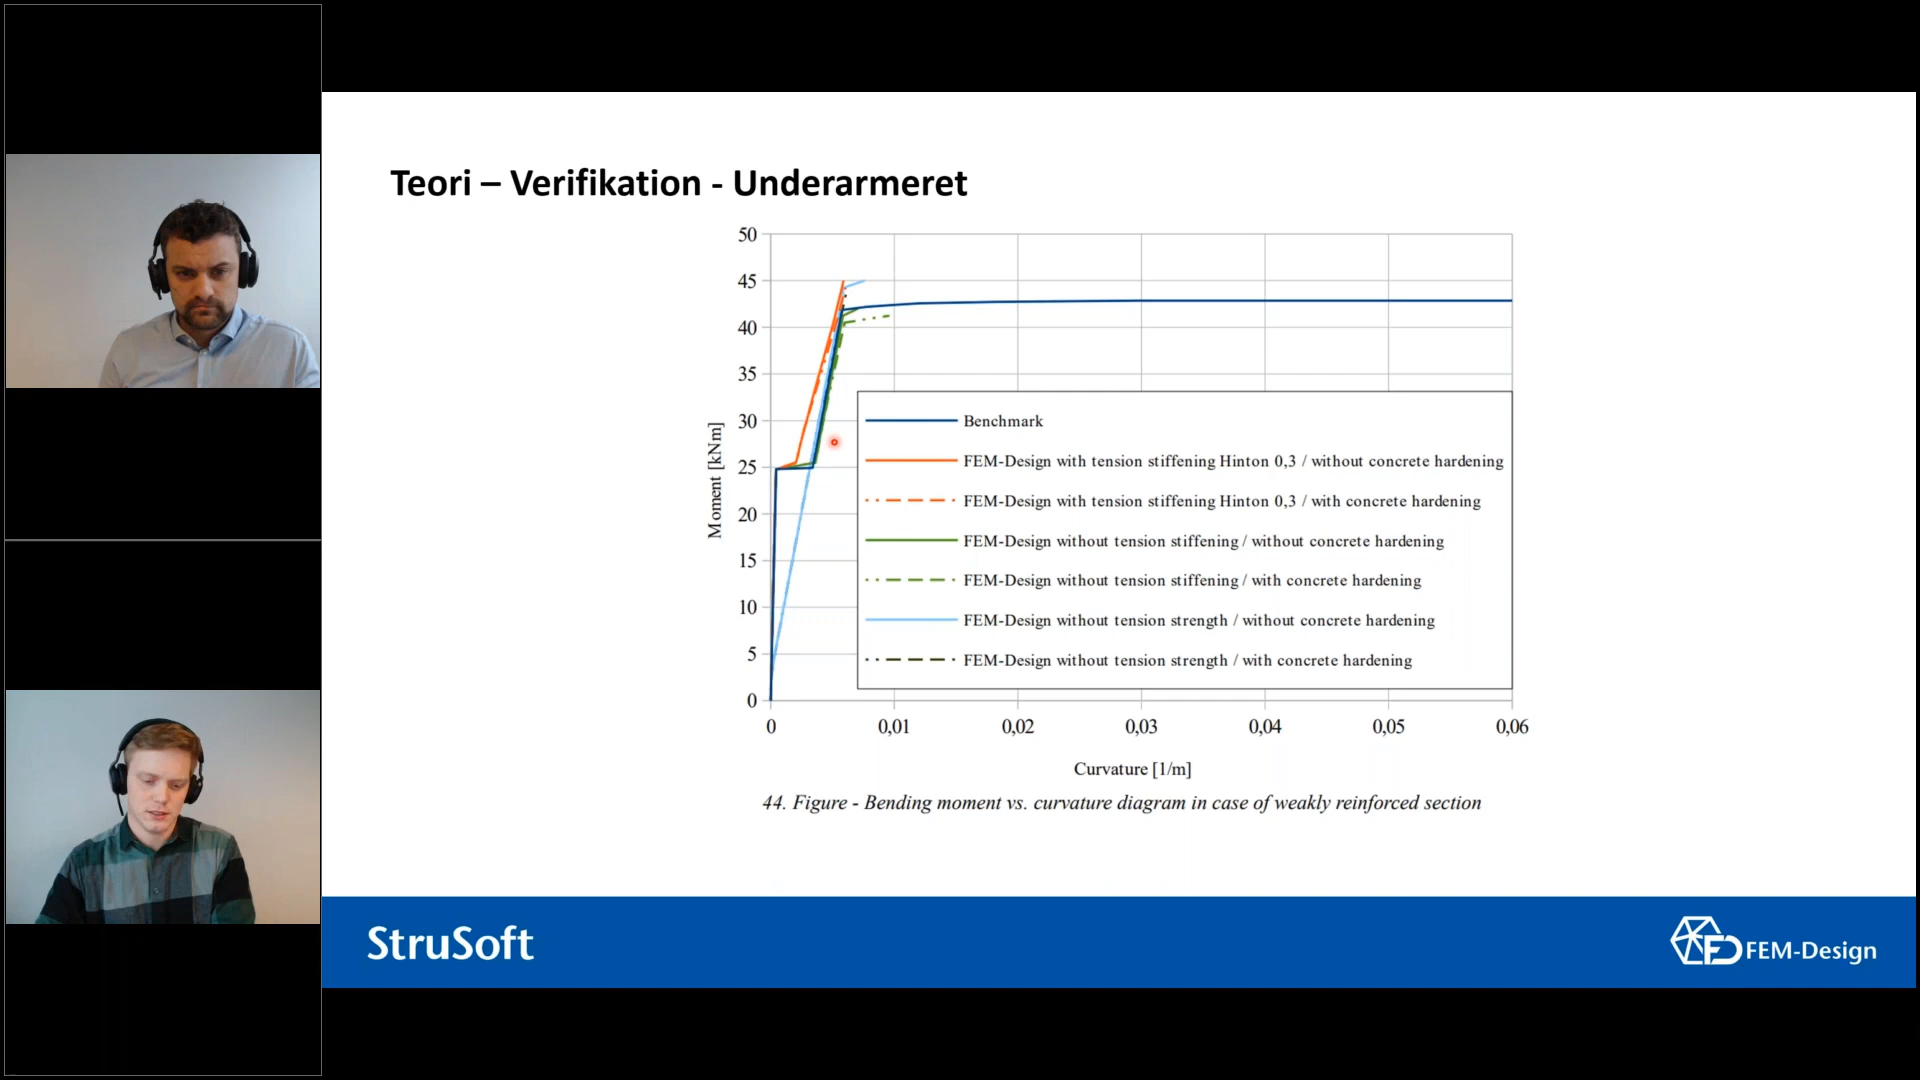 Teori – Verifikation - Underarmeret
50
45
40
35
30
25
20
15
10
5
0
Moment [kNm]
Benchmark
FEM-Design with tension stiffening Hinton 0,3 / without concrete hardening
FEM-Design with tension stiffening Hinton 0,3 / with concrete hardening
FEM-Design without tension stiffening / without concrete hardening
FEM-Design without tension stiffening / with concrete hardening
FEM-Design without tension strength / without concrete hardening
FEM-Design without tension strength / with concrete hardening
0 0,01 0,02 0,03 0,04 0,05 0,06
Curvature [1/m]
44. Figure - Bending moment vs. curvature diagram in case of weakly reinforced section
StruSoft
FD FEM-Design